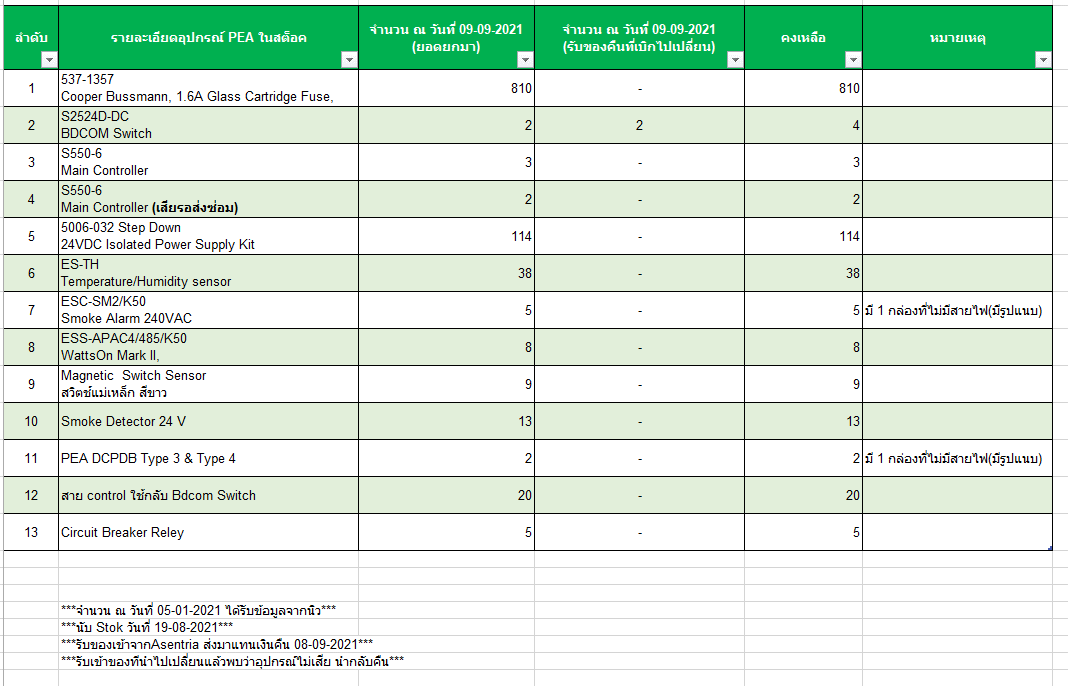 ลำดับ
รายละเอียดอุปกรณ์ PEA ในสต็อค
จำนวน ณ วันที่ 09-09-2021
(ยอดยกมา)
จำนวน ณ วันที่ 09-09-2021
(รับของคืนที่เบิกไปเปลี่ยน)
คงเหลือ
หมายเหตุ
1
537-1357
Cooper Bussmann, 1.6A Glass Cartridge Fuse,
810
-
810
2
S2524D-DC
BDCOM Switch
2
2
4
3
S550-6
Main Controller
3
-
3
4
S550-6
Main Controller (เสียรอส่งซ่อม)
2
-
2
5
5006-032 Step Down
24VDC Isolated Power Supply Kit
114
-
114
6
ES-TH
Temperature/Humidity sensor
38
-
38
7
ESC-SM2/K50
Smoke Alarm 240VAC
5
-
5
มี 1 กล่องที่ไม่มีสายไฟ(มีรูปแนบ)
8
ESS-APAC4/485/K50
WattsOn Mark II,
8
-
8
9
Magnetic  Switch Sensor
สวิตช์แม่เหล็ก สีขาว
9
-
9
10
Smoke Detector 24 V
13
-
13
11
PEA DCPDB Type 3 & Type 4
2
-
2
มี 1 กล่องที่ไม่มีสายไฟ(มีรูปแนบ)
12
สาย control ใช้กลับ Bdcom Switch
20
-
20
13
Circuit Breaker Reley
5
-
5
***จำนวน ณ วันที่ 05-01-2021 ได้รับข้อมูลจากนิว***
***นับ Stok วันที่ 19-08-2021***
***รับของเข้าจากAsentria ส่งมาแทนเงินคืน 08-09-2021***
***รับเข้าของที่นำไปเปลี่ยนแล้วพบว่าอุปกรณ์ไม่เสีย นำกลับคืน***